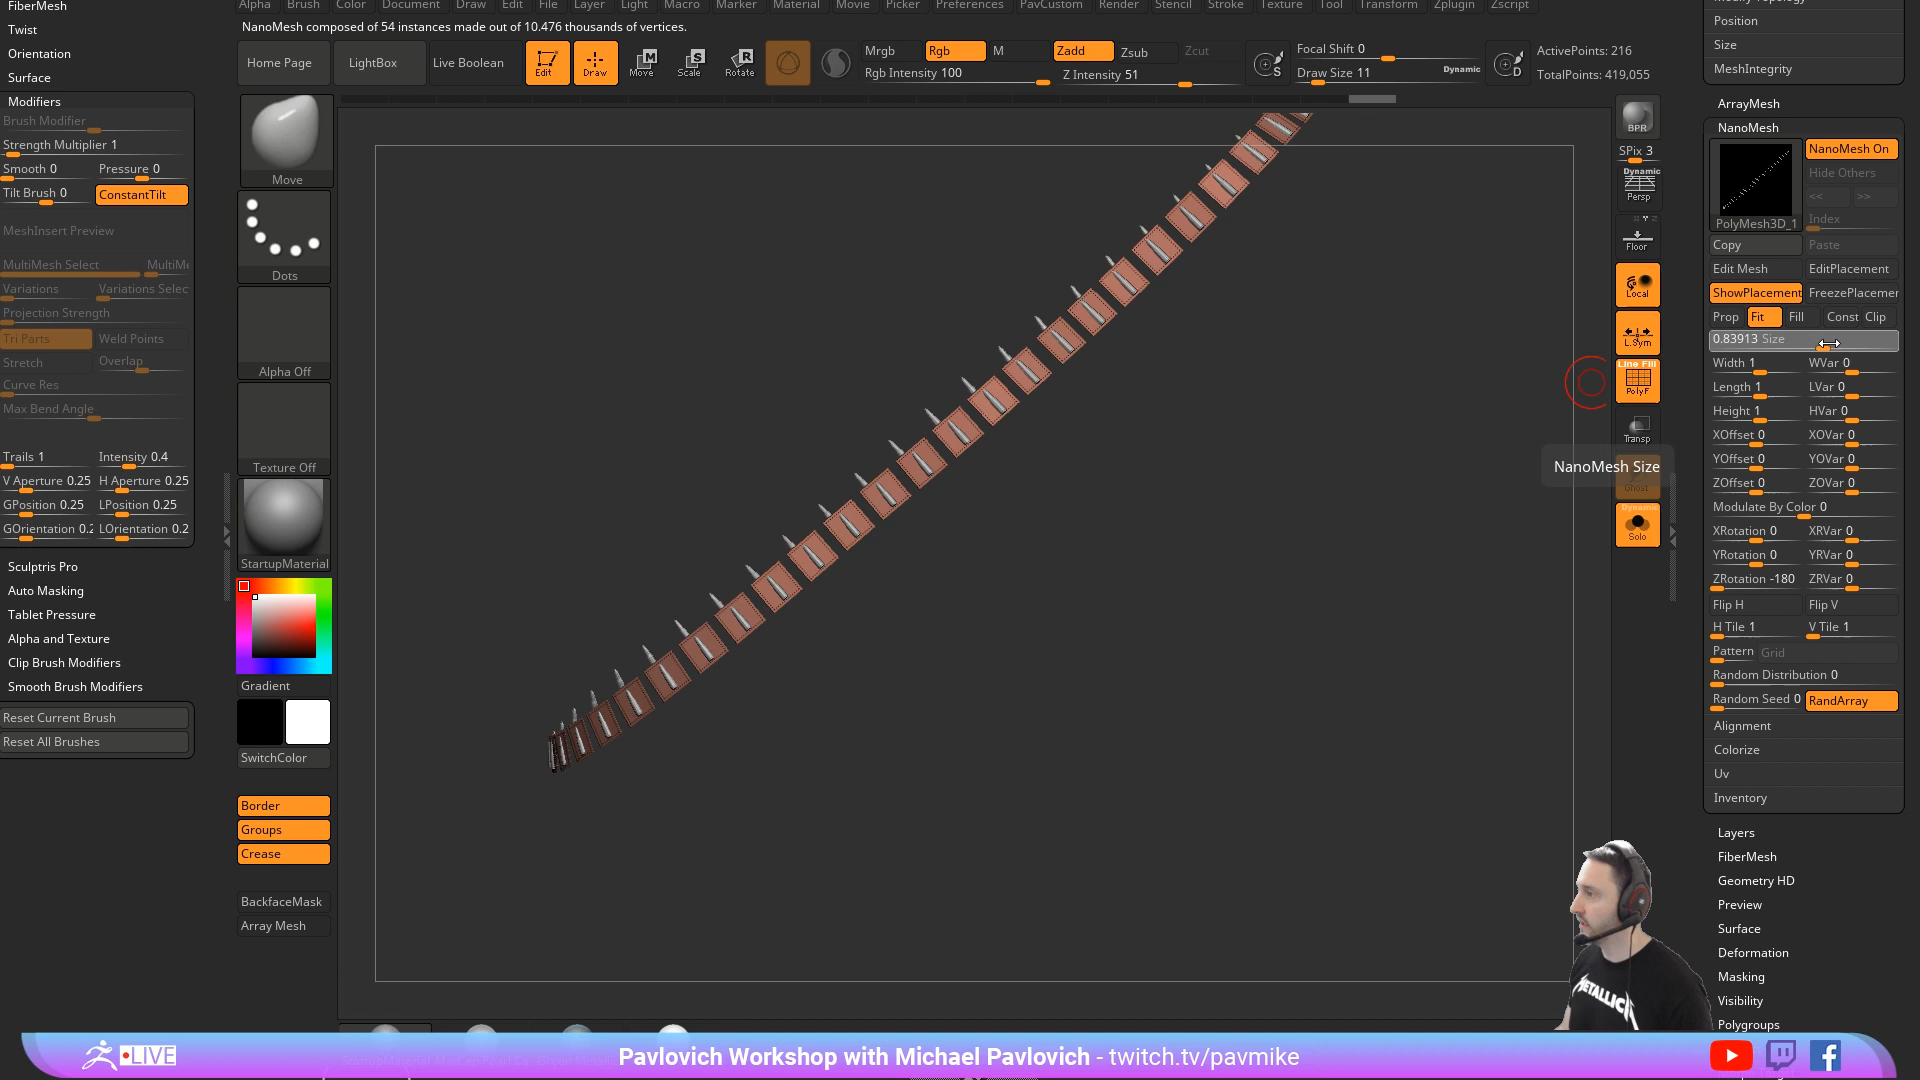 FiberMesh
Twist
Orientation
Surface
Modifiers
Brush Modifier
Strength Multiplier 1
Smooth 0 Pressure 0
Tilt Brush 0 ConstantTilt
MeshInsert Preview
MultiMesh Select MultiMe
Variations Variations Selec
Projection Strength
Tri Parts Weld Points
Stretch Overlap
Curve Res
Max Bend Angle
Trails 1 Intensity 0.4
V Aperture 0.25 H Aperture 0.25
GPosition 0.25 LPosition 0.25
GOrientation 0.2 LOrientation 0.2
Sculptris Pro
Auto Masking
Tablet Pressure
Alpha and Texture
Clip Brush Modifiers
Smooth Brush Modifiers
Reset Current Brush
Reset All Brushes
Alpha Brush Color Document Draw Edit File Layer Light Macro Marker Material Movie Picker Preferences PavCustom Render Stencil Stroke Texture Tool Transform Zplugin Zscript
NanoMesh composed of 54 instances made out of 10.476 thousands of vertices.
Home Page LightBox Live Boolean Edit Draw Move Scale Rotate
Mrgb Rgb M Zadd Zsub Zcut
Rgb Intensity 100 Z Intensity 51
S Focal Shift 0
Draw Size 11 Dynamic
D ActivePoints: 216
TotalPoints: 419,055
Move
Dots
Alpha Off
Texture Off
StartupMaterial
Gradient
SwitchColor
Border
Groups
Crease
BackfaceMask
Array Mesh
BPR
SPix 3
Dynamic
Persp
Floor
Local
L.Sym
Line Fill
PolyF
Transp
NanoMesh Size
Ghost
Dynamic
Solo
Position
Size
MeshIntegrity
ArrayMesh
NanoMesh
PolyMesh3D_1
NanoMesh On
Hide Others
<< >>
Index
Copy Paste
Edit Mesh EditPlacement
ShowPlacement FreezePlacemen
Prop Fit Fill Const Clip
0.83913 Size
Width 1 WVar 0
Length 1 LVar 0
Height 1 HVar 0
XOffset 0 XOVar 0
YOffset 0 YOVar 0
ZOffset 0 ZOVar 0
Modulate By Color 0
XRotation 0 XRVar 0
YRotation 0 YRVar 0
ZRotation -180 ZRVar 0
Flip H Flip V
H Tile 1 V Tile 1
Pattern Grid
Random Distribution 0
Random Seed 0 RandArray
Alignment
Colorize
Uv
Inventory
Layers
FiberMesh
Geometry HD
Preview
Surface
Deformation
Masking
Visibility
Polygroups
METALLICA
LIVE
Pavlovich Workshop with Michael Pavlovich - twitch.tv/pavmike